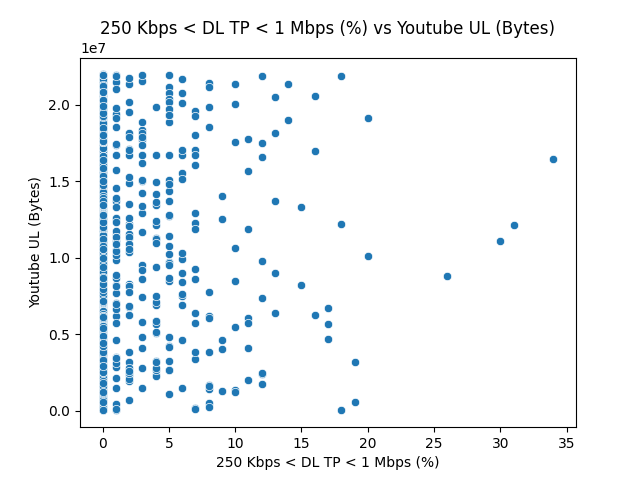 250 Kbps < DL TP < 1 Mbps (%) vs Youtube UL (Bytes)
1e7
2.0
1.5
1.0
0.5
0.0
Youtube UL (Bytes)
0 5 10 15 20 25 30 35
250 Kbps < DL TP < 1 Mbps (%)